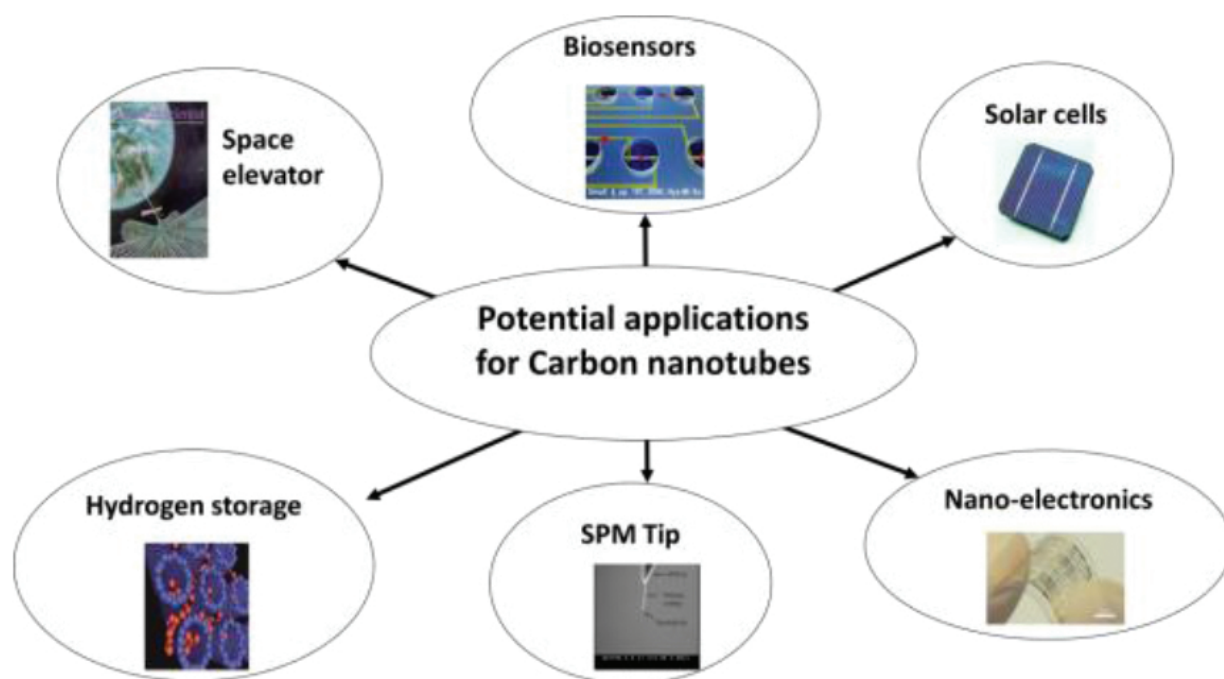 Biosensors
Solar cells
Space
elevator
Potential applications
for Carbon nanotubes
Hydrogen storage
SPM Tip
Nano-electronics